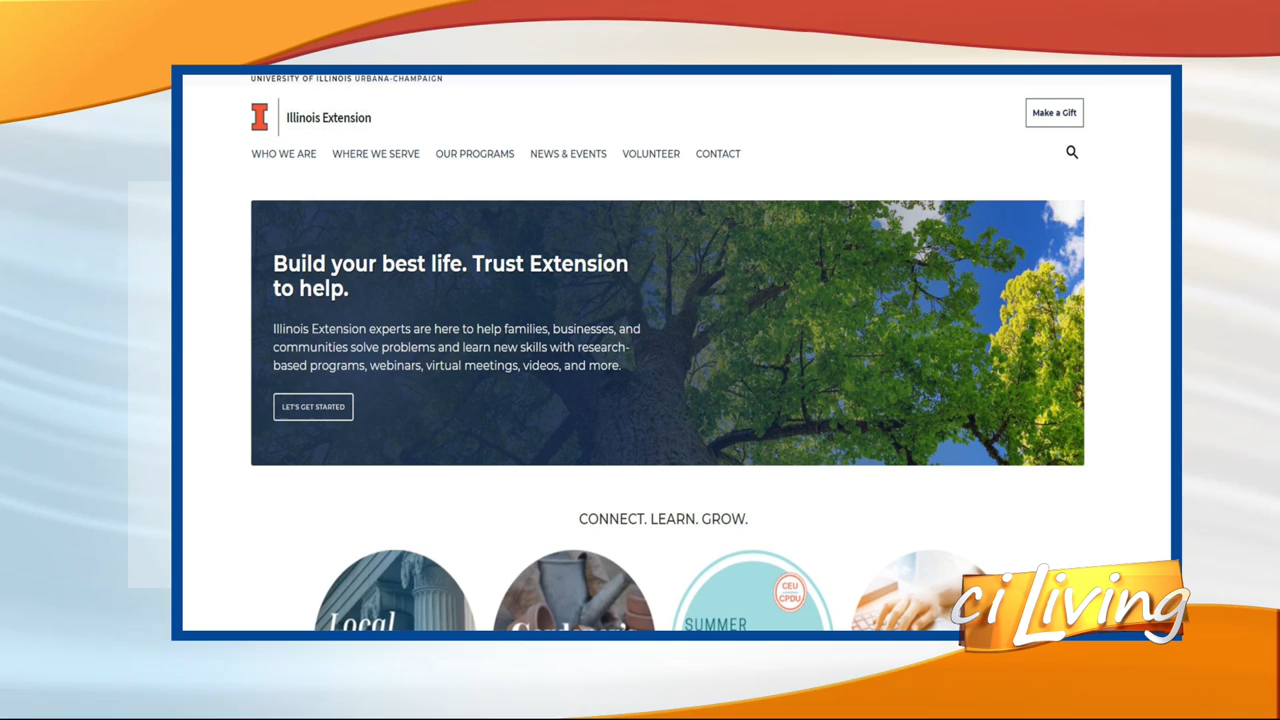 UNIVERSITY OF ILLINOIS URBANA-CHAMPAIGN
I Illinois Extension
Make a Gift
WHO WE ARE WHERE WE SERVE OUR PROGRAMS NEWS & EVENTS VOLUNTEER CONTACT
Build your best life. Trust Extension
to help.
Illinois Extension experts are here to help families, businesses, and
communities solve problems and learn new skills with research-
based programs, webinars, virtual meetings, videos, and more.
LET'S GET STARTED
CONNECT. LEARN. GROW.
CEU
CPDU
Local
SUMMER
ciLiving